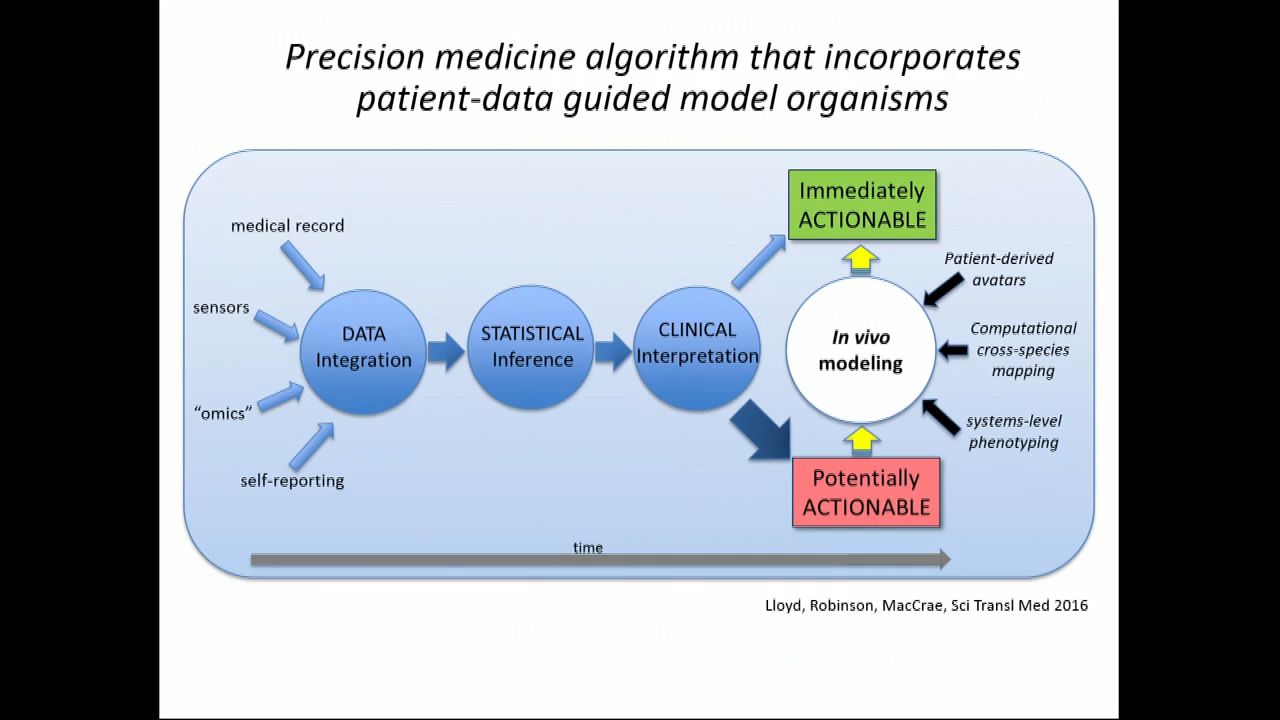 Precision medicine algorithm that incorporates
patient-data guided model organisms
medical record
sensors
“omics”
self-reporting
DATA
Integration
STATISTICAL
Inference
CLINICAL
Interpretation
Immediately
ACTIONABLE
In vivo
modeling
Potentially
ACTIONABLE
Patient-derived
avatars
Computational
cross-species
mapping
systems-level
phenotyping
time
Lloyd, Robinson, MacCrae, Sci Transl Med 2016